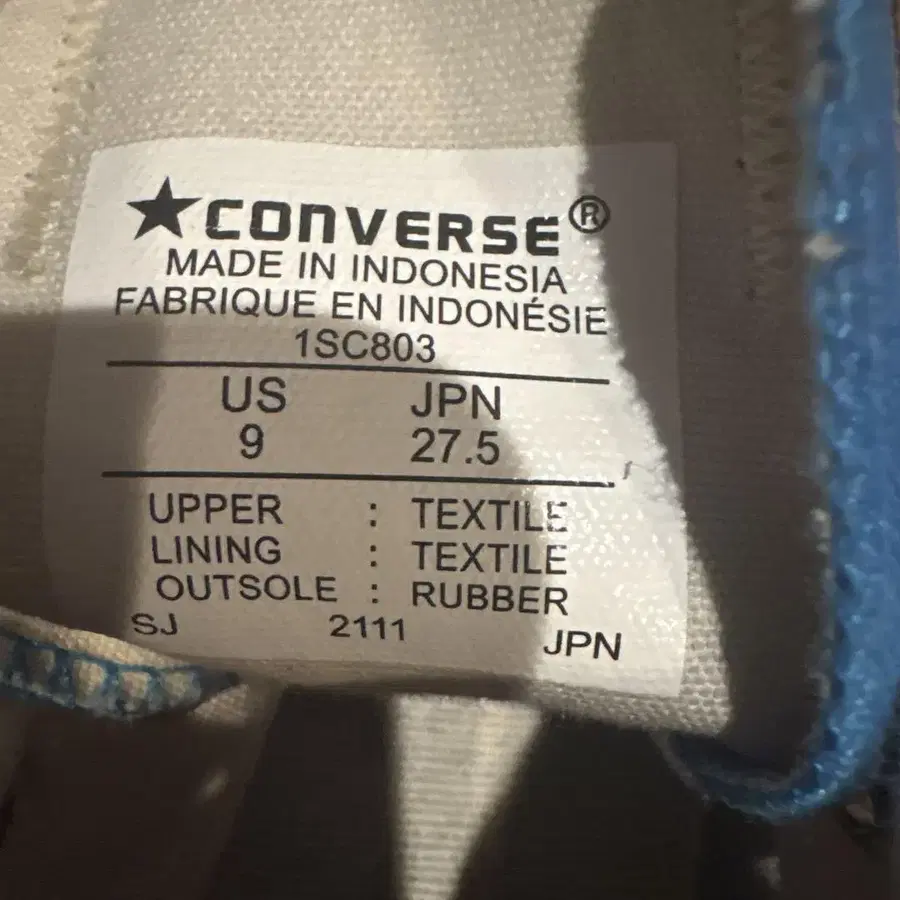 CONVERSE®
MADE IN INDONESIA
FABRIQUE EN INDONÉSIE
1SC803
US JPN
9 27.5
UPPER : TEXTILE
LINING : TEXTILE
OUTSOLE : RUBBER
SJ 2111 JPN